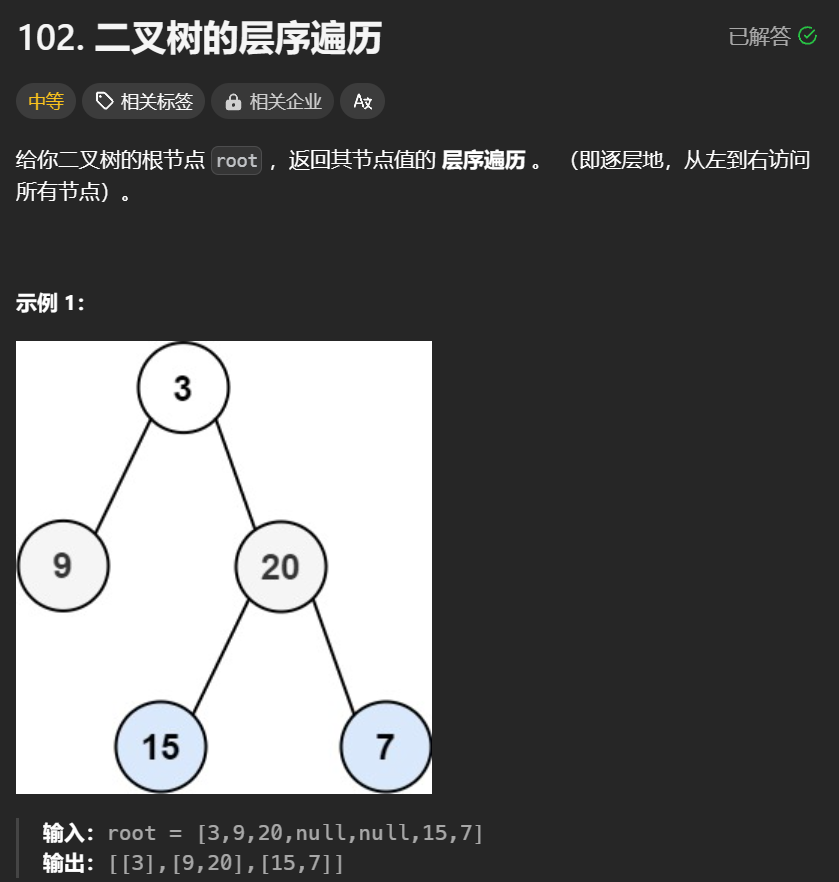 102. 二叉树的层序遍历
已解答
中等
相关标签
相关企业
给你二叉树的根节点 root ，返回其节点值的 层序遍历 。 （即逐层地，从左到右访问
所有节点）。
示例 1：
3
9
20
15
7
输入：root = [3,9,20,null,null,15,7]
输出：[[3],[9,20],[15,7]]